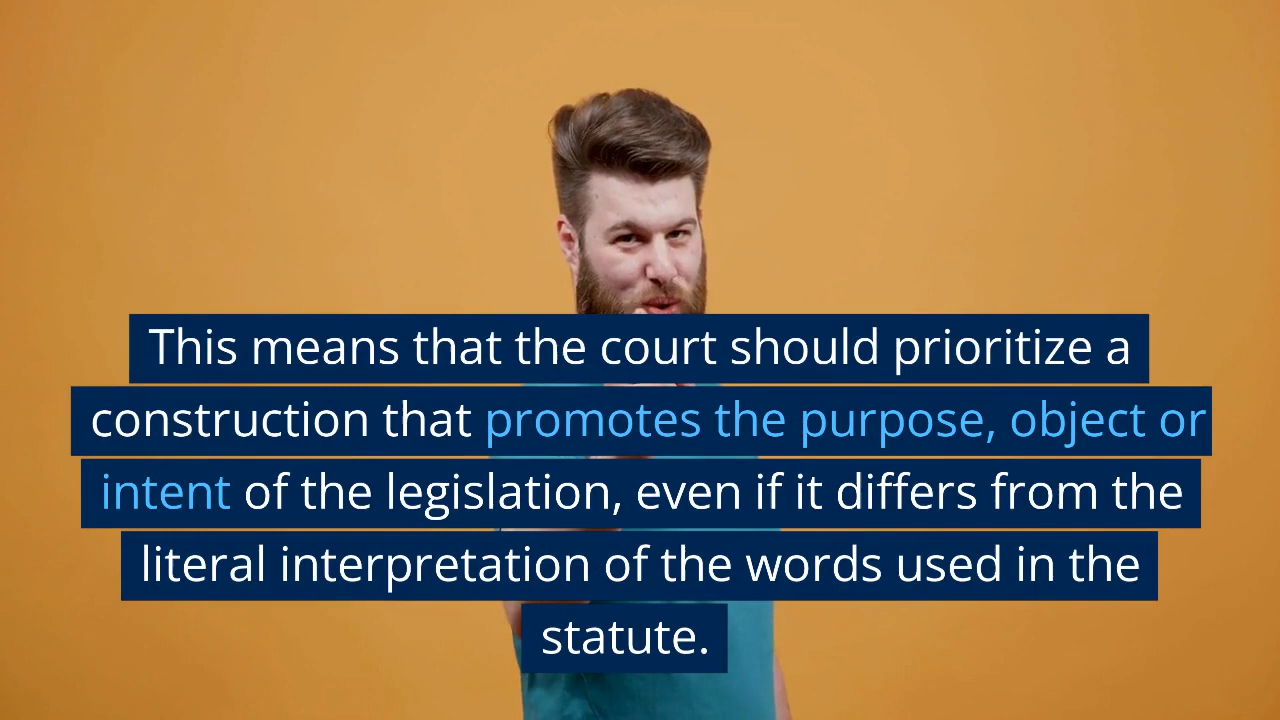 This means that the court should prioritize a
construction that promotes the purpose, object or
intent of the legislation, even if it differs from the
literal interpretation of the words used in the
statute.